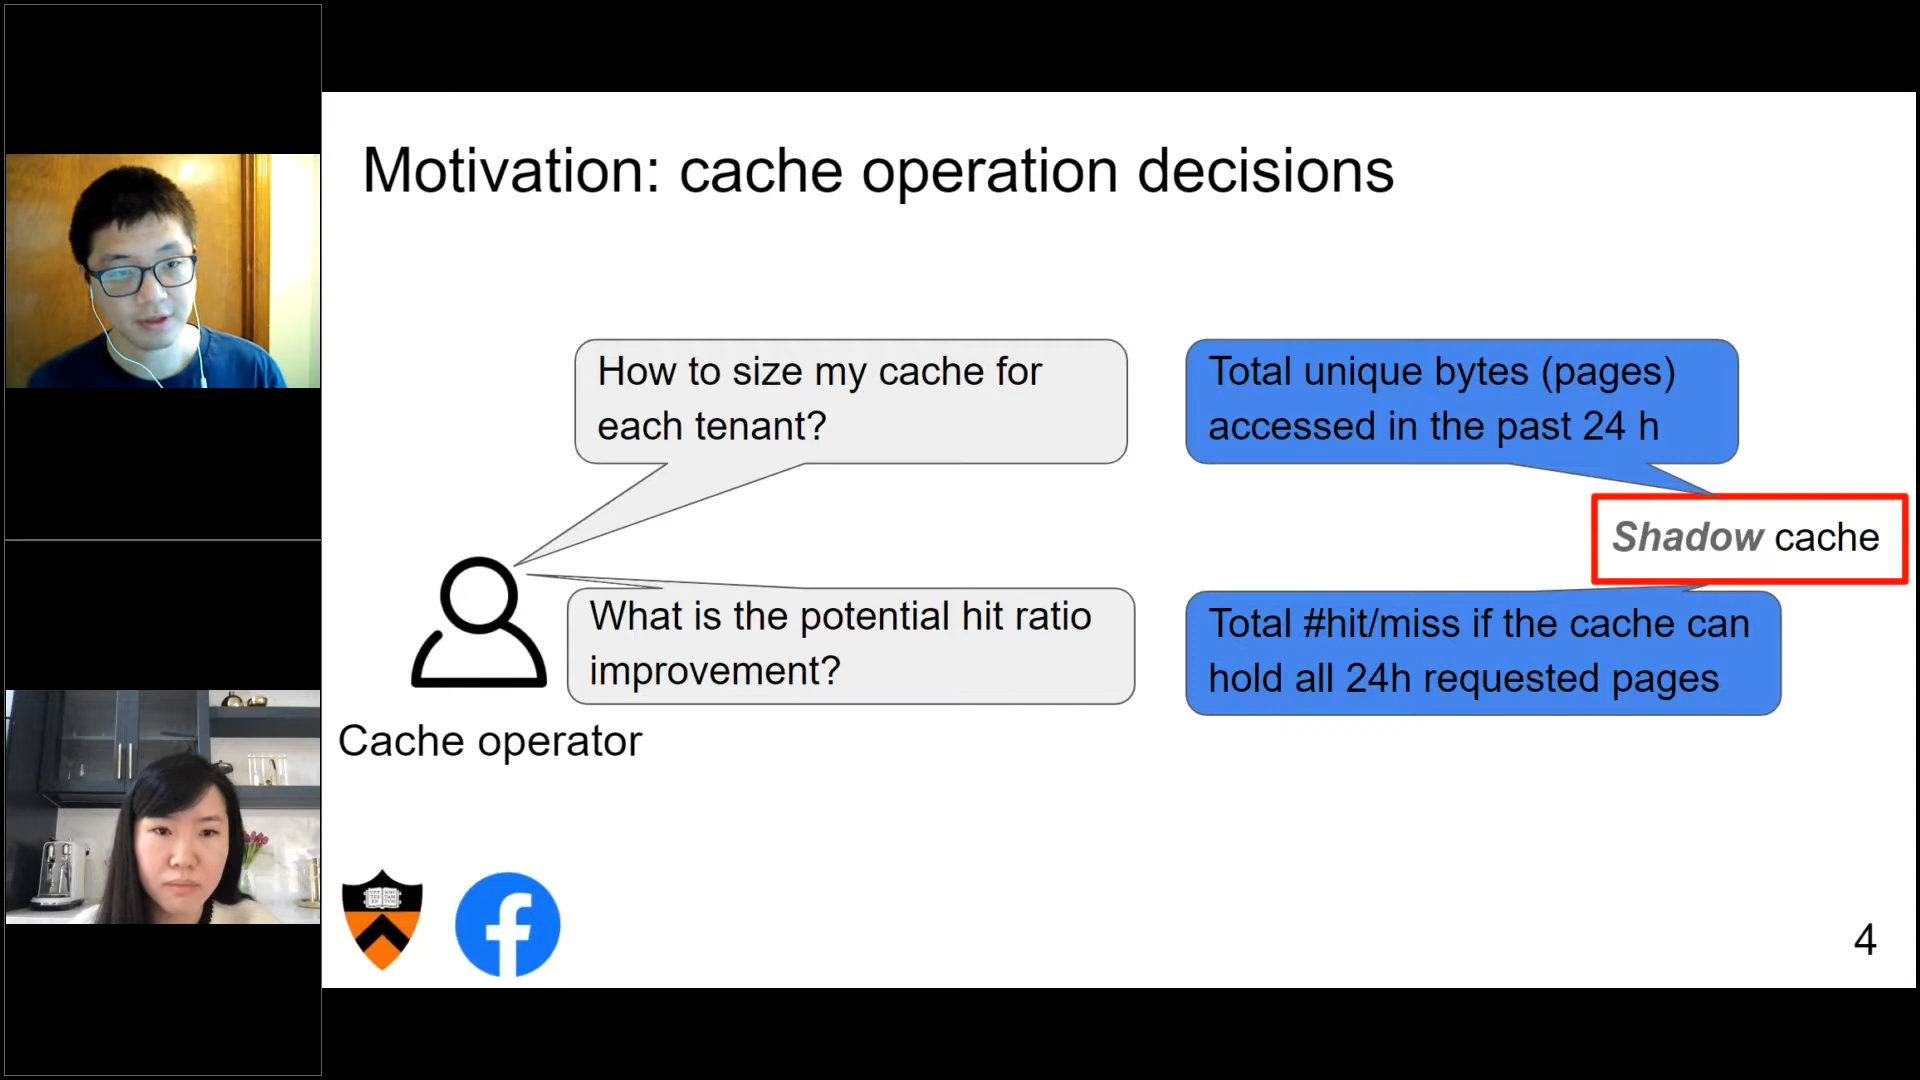 Motivation: cache operation decisions
How to size my cache for
each tenant?
Total unique bytes (pages)
accessed in the past 24 h
Shadow cache
What is the potential hit ratio
improvement?
Total #hit/miss if the cache can
hold all 24h requested pages
Cache operator
4